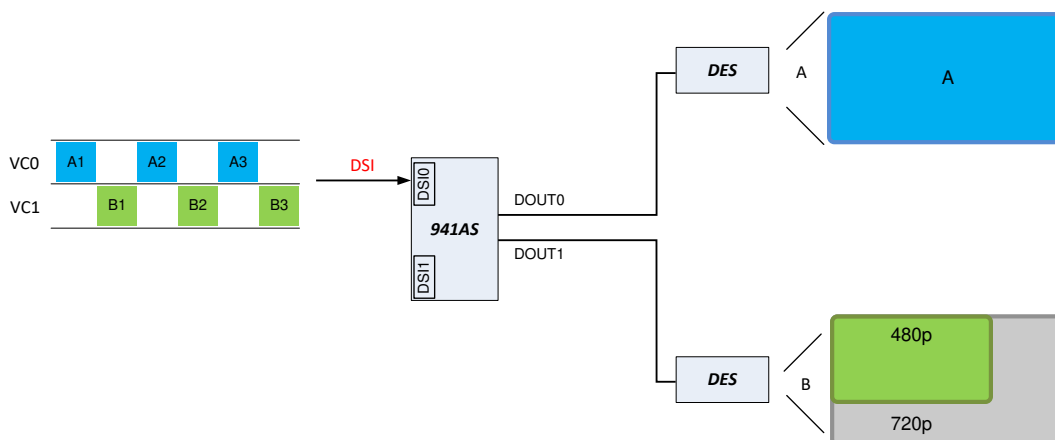 VC0 A1 A2 A3
VC1 B1 B2 B3
DSI
DSI0
941AS
DSI1
DOUT0
DOUT1
DES
A
A
DES
B
480p
720p